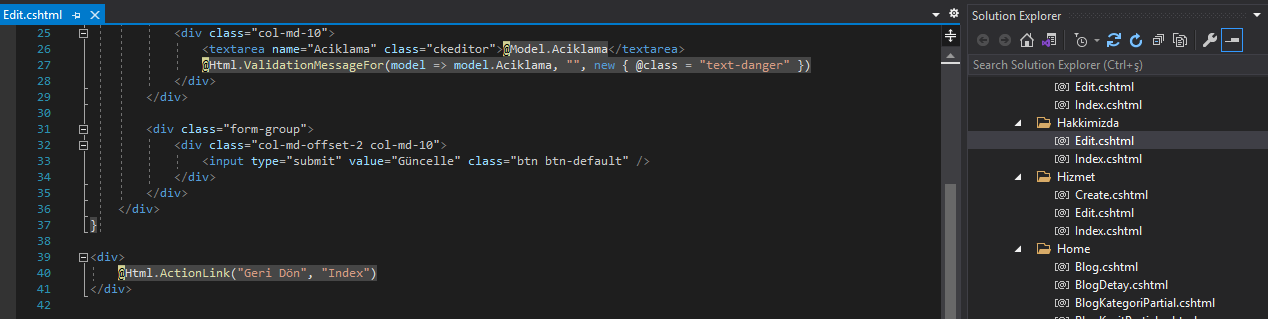 Edit.cshtml
25 <div class="col-md-10">
26 <textarea name="Aciklama" class="ckeditor">@Model.Aciklama</textarea>
27 @Html.ValidationMessageFor(model => model.Aciklama, "", new { @class = "text-danger" })
28 </div>
29 </div>
30
31 <div class="form-group">
32 <div class="col-md-offset-2 col-md-10">
33 <input type="submit" value="Güncelle" class="btn btn-default" />
34 </div>
35 </div>
36 </div>
37 }
38
39 <div>
40 @Html.ActionLink("Geri Dön", "Index")
41 </div>
42
Solution Explorer
Search Solution Explorer (Ctrl+ş)
Edit.cshtml
Index.cshtml
Hakkimizda
Edit.cshtml
Index.cshtml
Hizmet
Create.cshtml
Edit.cshtml
Index.cshtml
Home
Blog.cshtml
BlogDetay.cshtml
BlogKategoriPartial.cshtml